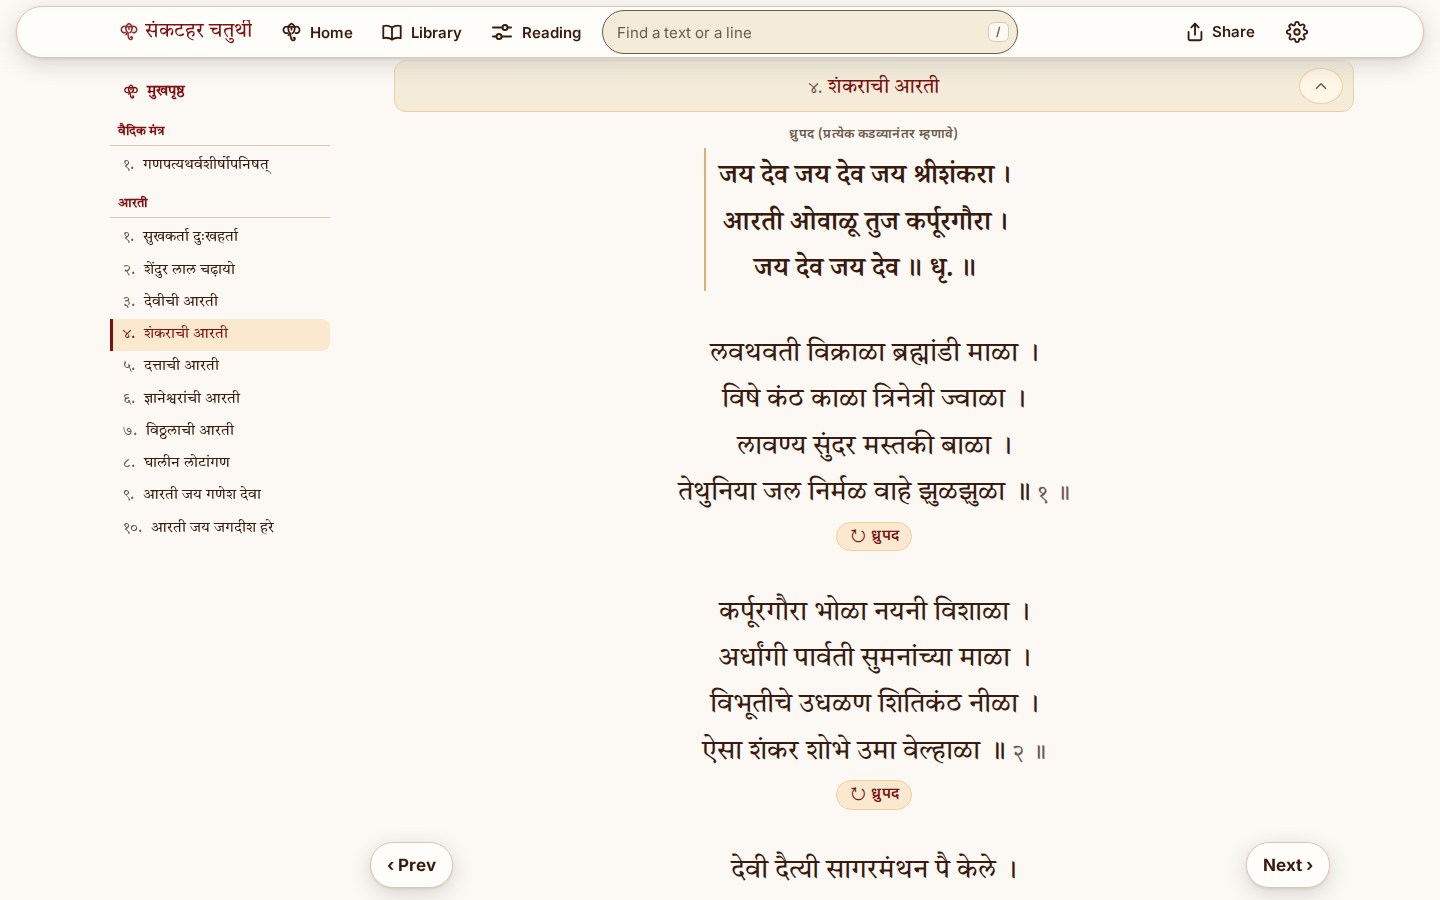 संकटहर चतुर्थी
Home
Library
Reading
Find a text or a line
/
Share
मुखपृष्ठ
वैदिक मंत्र
१. गणपत्यथर्वशीर्षोपनिषत्
आरती
१. सुखकर्ता दुःखहर्ता
२. शेंदुर लाल चढ़ायो
३. देवीची आरती
४. शंकराची आरती
५. दत्ताची आरती
६. ज्ञानेश्वरांची आरती
७. विठ्ठलाची आरती
८. घालीन लोटांगण
९. आरती जय गणेश देवा
१०. आरती जय जगदीश हरे
४. शंकराची आरती
ध्रुपद (प्रत्येक कडव्यानंतर म्हणावे)
जय देव जय देव जय श्रीशंकरा ।
आरती ओवाळू तुज कर्पूरगौरा ।
जय देव जय देव ॥ धृ. ॥
लवथवती विक्राळा ब्रह्मांडी माळा ।
विषे कंठ काळा त्रिनेत्री ज्वाळा ।
लावण्य सुंदर मस्तकी बाळा ।
तेथुनिया जल निर्मळ वाहे झुळझुळा ॥ १ ॥
↻ ध्रुपद
कर्पूरगौरा भोळा नयनी विशाळा ।
अर्धांगी पार्वती सुमनांच्या माळा ।
विभूतीचे उधळण शितिकंठ नीळा ।
ऐसा शंकर शोभे उमा वेल्हाळा ॥ २ ॥
↻ ध्रुपद
देवी दैत्यी सागरमंथन पै केले ।
‹ Prev
Next ›